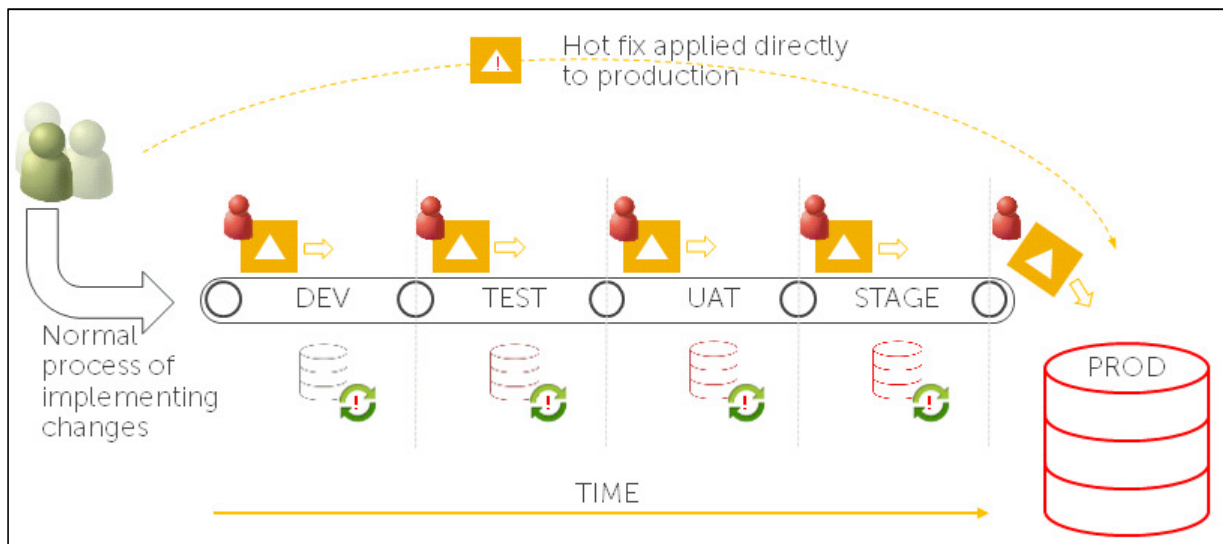 Hot fix applied directly
to production
DEV
TEST
UAT
STAGE
Normal
process of
implementing
changes
PROD
TIME